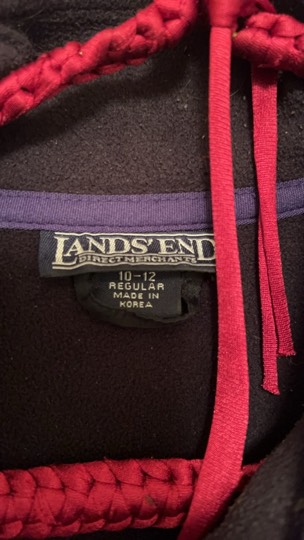 LANDS' END
DIRECT MERCHANTS
10-12
REGULAR
MADE IN
KOREA